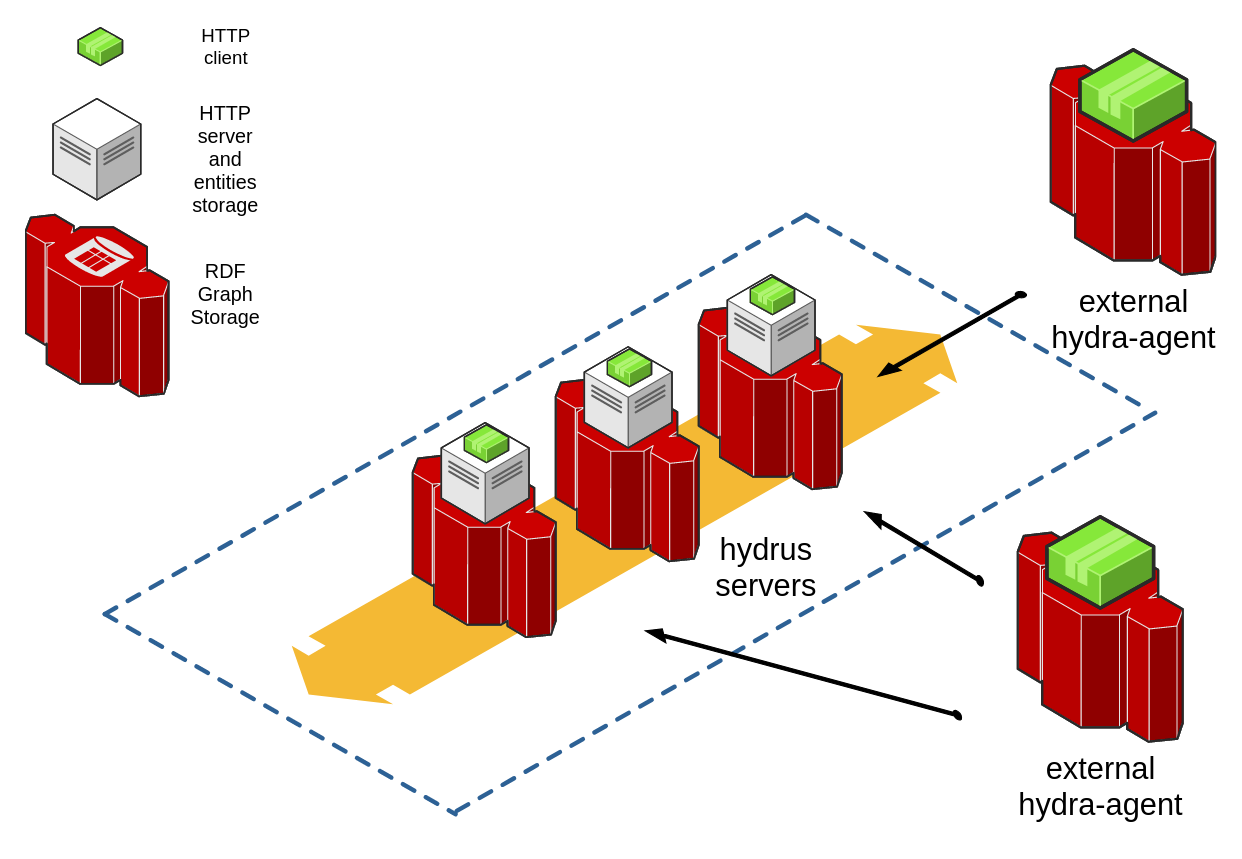 HTTP
client
HTTP
server
and
entities
storage
RDF
Graph
Storage
external
hydra-agent
hydrus
servers
external
hydra-agent